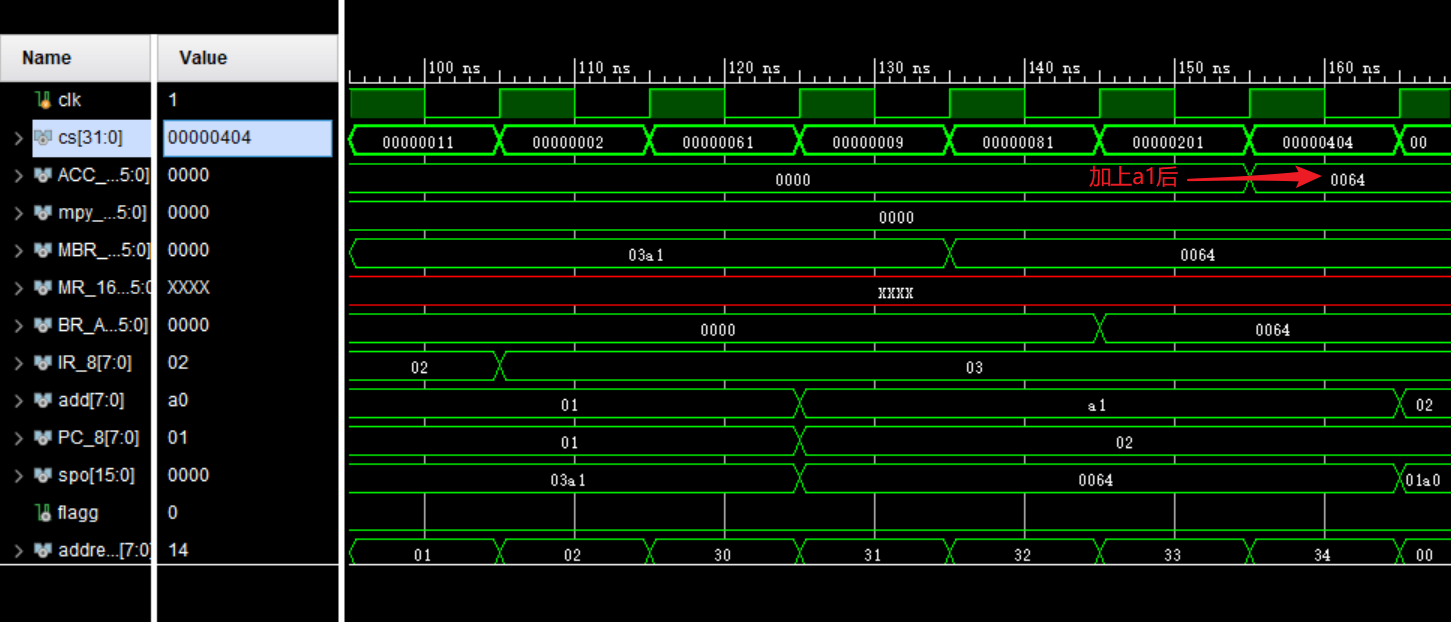 Name Value
100 ns 110 ns 120 ns 130 ns 140 ns 150 ns 160 ns
clk 1
cs[31:0] 00000404 00000011 00000002 00000061 00000009 00000081 00000201 00000404 00
ACC_...5:0] 0000 0000 加上a1后 0064
mpy_...5:0] 0000 0000
MBR_...5:0] 0000 03a1 0064
MR_16...5:0 XXXX XXXX
BR_A...5:0] 0000 0000 0064
IR_8[7:0] 02 02 03
add[7:0] a0 01 a1 02
PC_8[7:0] 01 01 02
spo[15:0] 0000 03a1 0064 01a0
flagg 0
addre...[7:0] 14 01 02 30 31 32 33 34 00